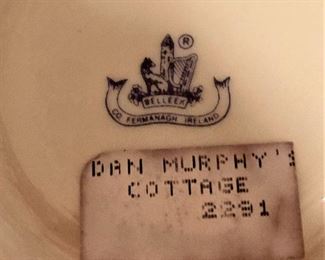 ®
BELLEEK
CO. FERMANAGH IRELAND
DAN MURPHY'S
COTTAGE
2291